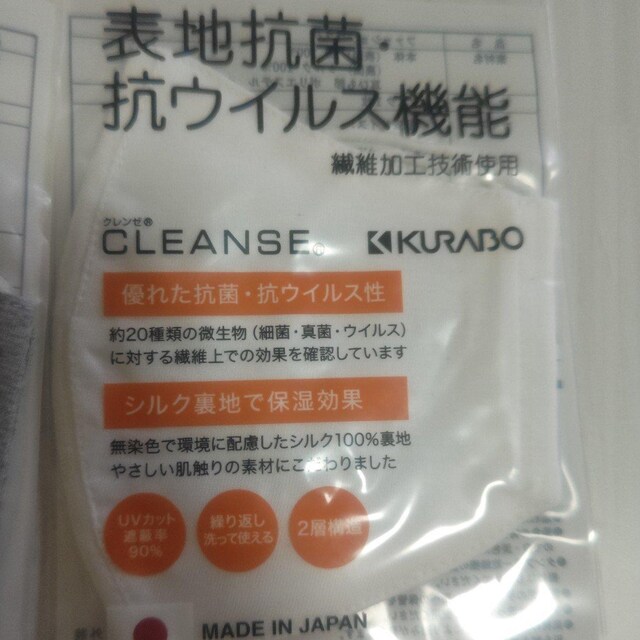 表地抗菌・
抗ウイルス機能
繊維加工技術使用
クレンゼ®
CLEANSE®
KURABO
優れた抗菌・抗ウイルス性
約20種類の微生物（細菌・真菌・ウイルス）
に対する繊維上での効果を確認しています
シルク裏地で保湿効果
無染色で環境に配慮したシルク100%裏地
やさしい肌触りの素材にこだわりました
UVカット
遮蔽率
90%
繰り返し
洗って使える
2層構造
MADE IN JAPAN